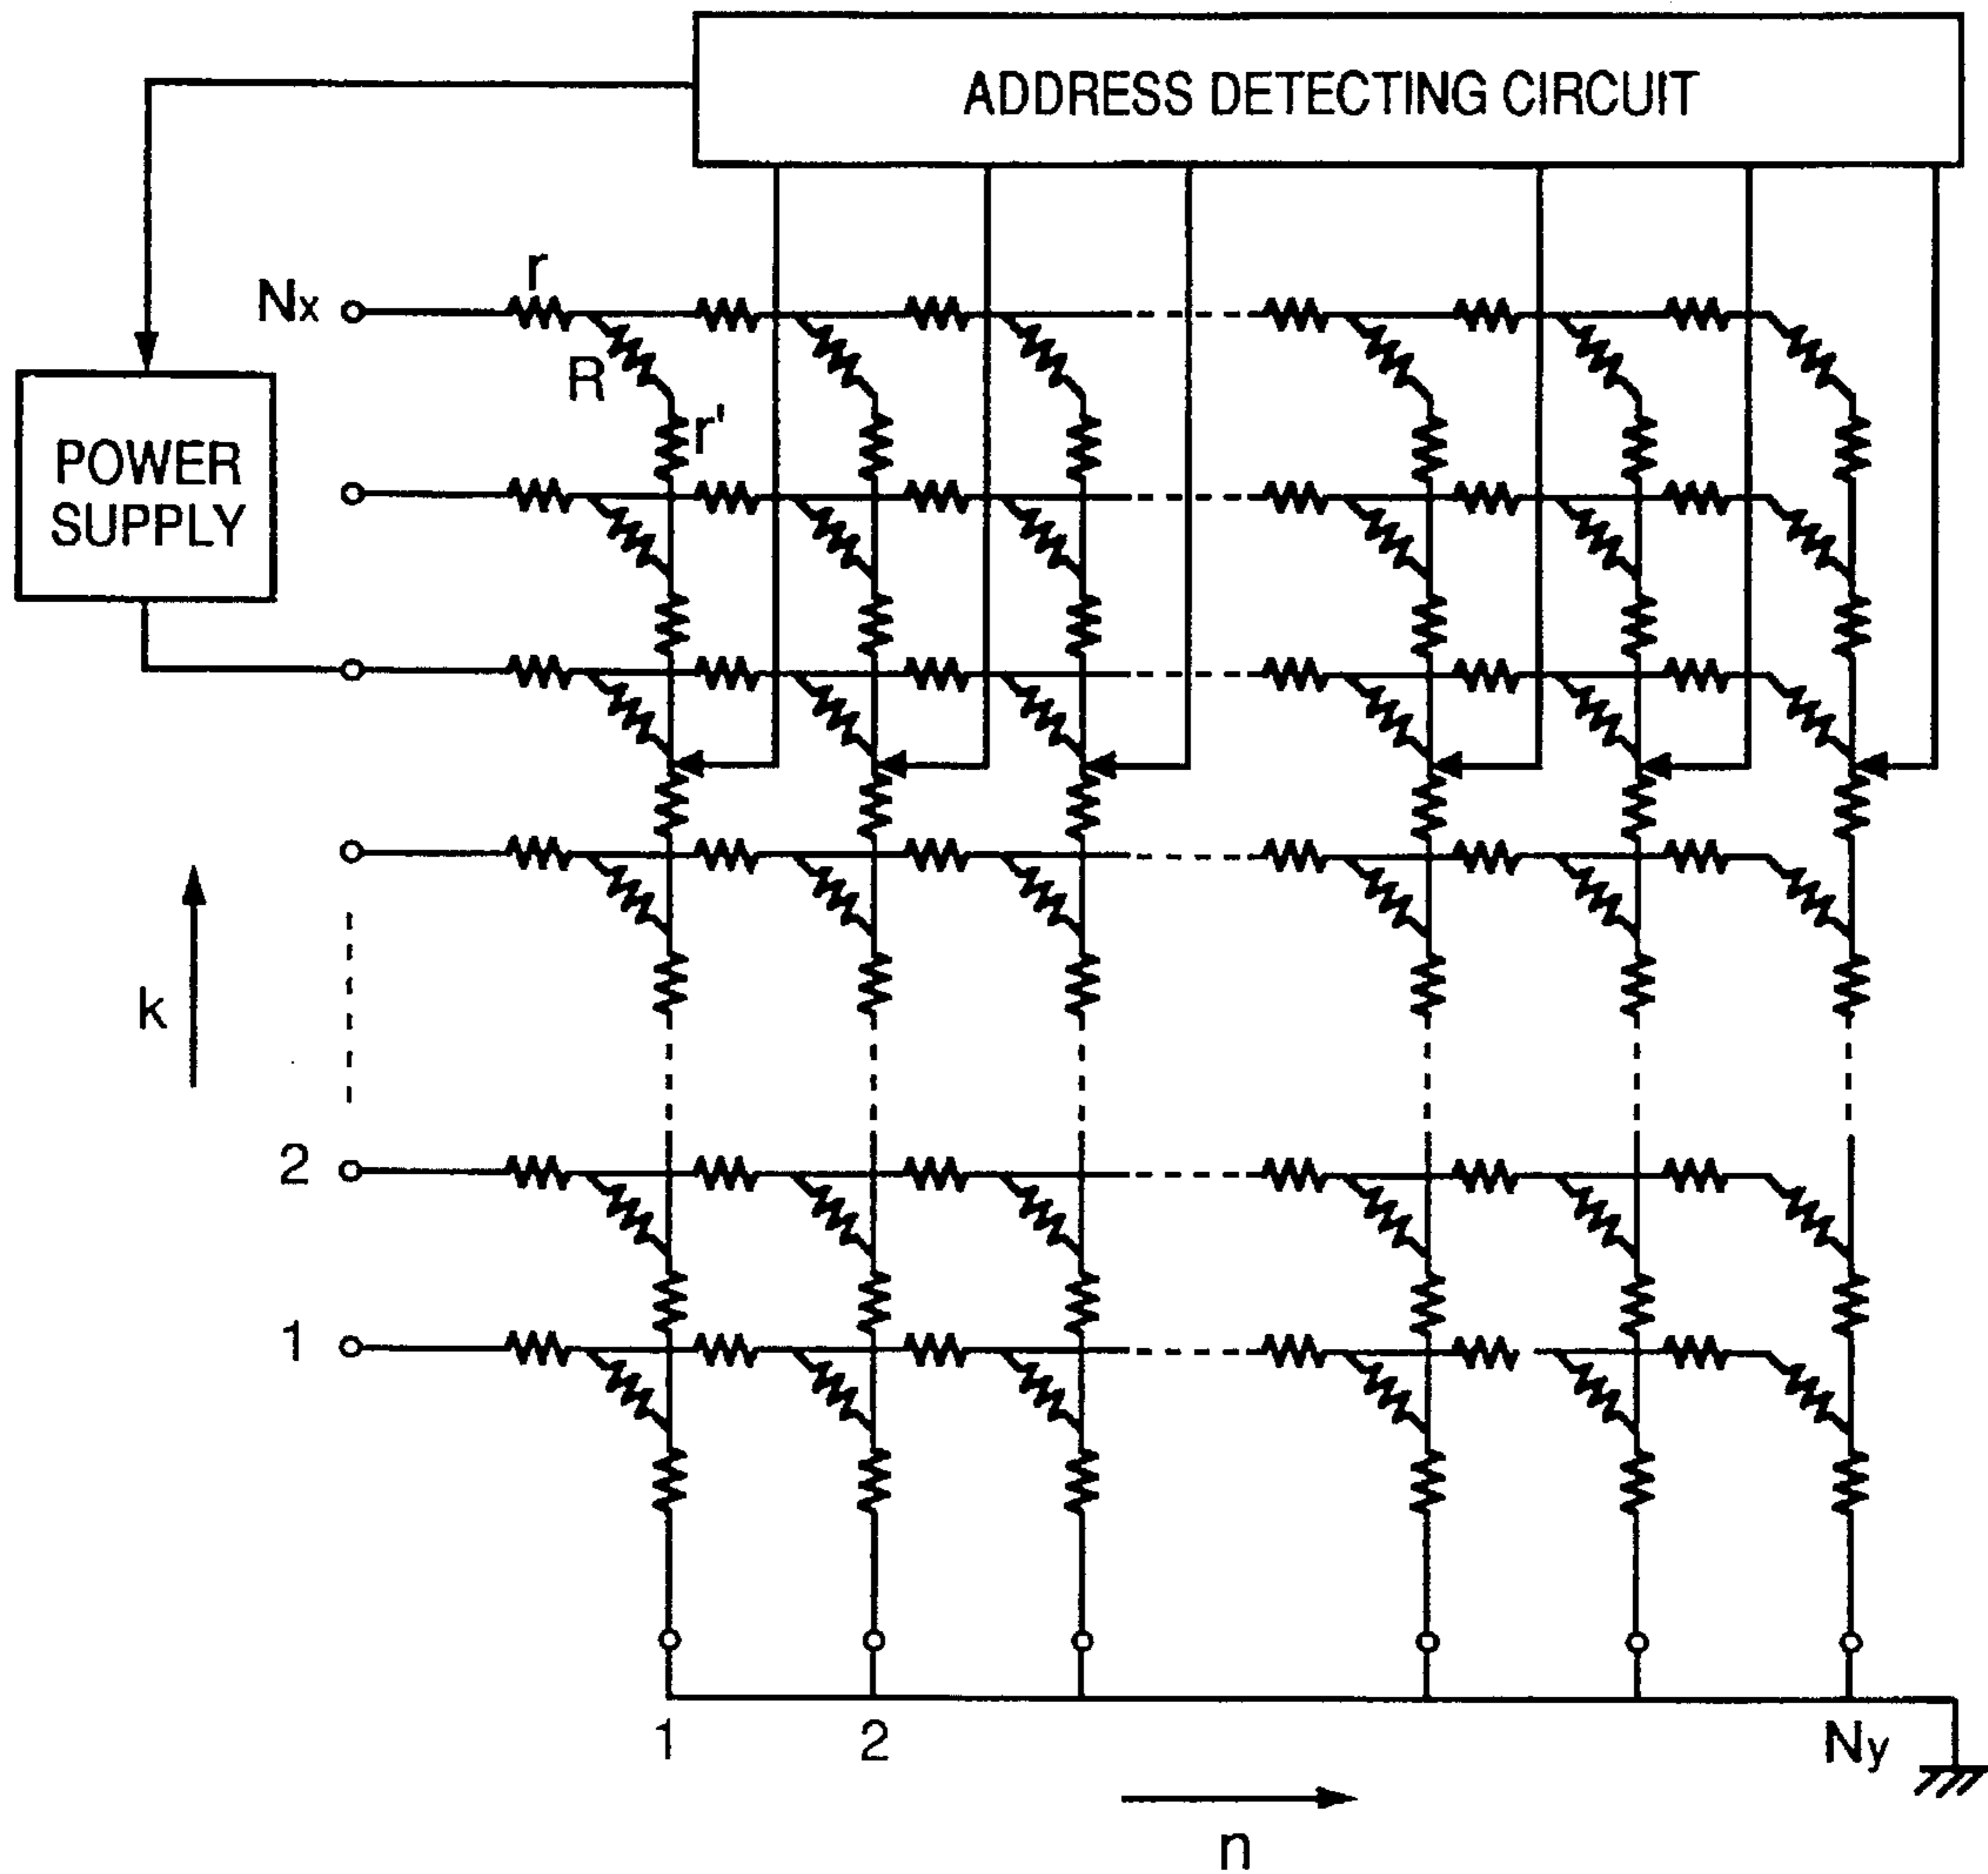 ADDRESS DETECTING CIRCUIT
r
Nx
R
r'
POWER
SUPPLY
k
2
1
1 2 Ny
n